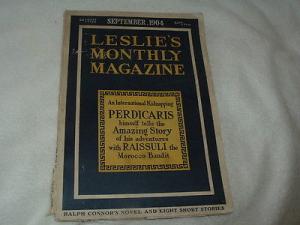 SEPTEMBER, 1904
LESLIE'S
MONTHLY
MAGAZINE
An International Kidnapping
PERDICARIS
himself tells the
Amazing Story
of his adventures
with RAISSULI the
Morocco Bandit
RALPH CONNOR'S NOVEL AND EIGHT SHORT STORIES